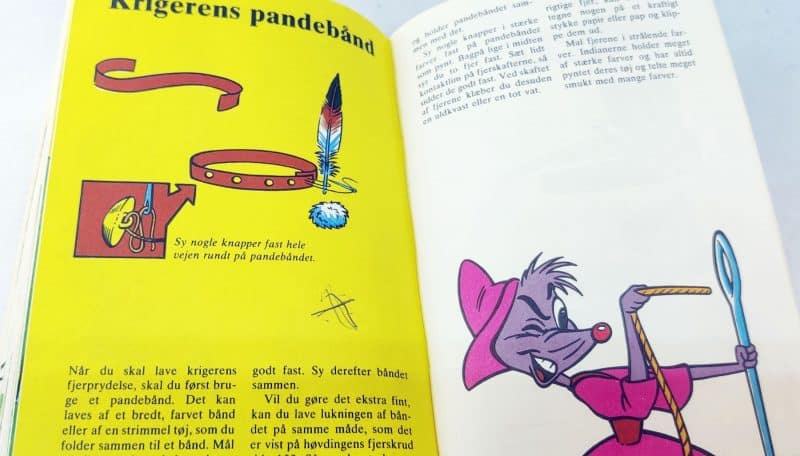 Krigerens pandebånd
Sy nogle knapper fast hele
vejen rundt på pandebåndet.
Når du skal lave krigerens
fjerprydelse, skal du først bru-
ge et pandebånd. Det kan
laves af et bredt, farvet bånd
eller af en strimmel tøj, som du
folder sammen til et bånd. Mål
godt fast. Sy derefter båndet
sammen.
Vil du gøre det ekstra fint,
kan du lave lukningen af bån-
det på samme måde, som det
er vist på høvdingens fjerskrud
og holder pandebåndet sam-
men med det.
Sy nogle knapper i stærke
farver fast på pandebåndet
som pynt. Bagpå lige i midten
syr du to fjer fast. Sæt lidt
kontaktlim på fjerskafterne, så
sidder de godt fast. Ved skaftet
af fjerene klæber du desuden
en uldkvast eller en tot vat.
rigtige fjer, kan du
tegne nogen på et kraftigt
stykke papir eller pap og klip-
pe dem ud.
Mal fjerene i strålende far-
ver. Indianerne holder meget
af stærke farver og har altid
pyntet deres tøj og telte meget
smukt med mange farver.